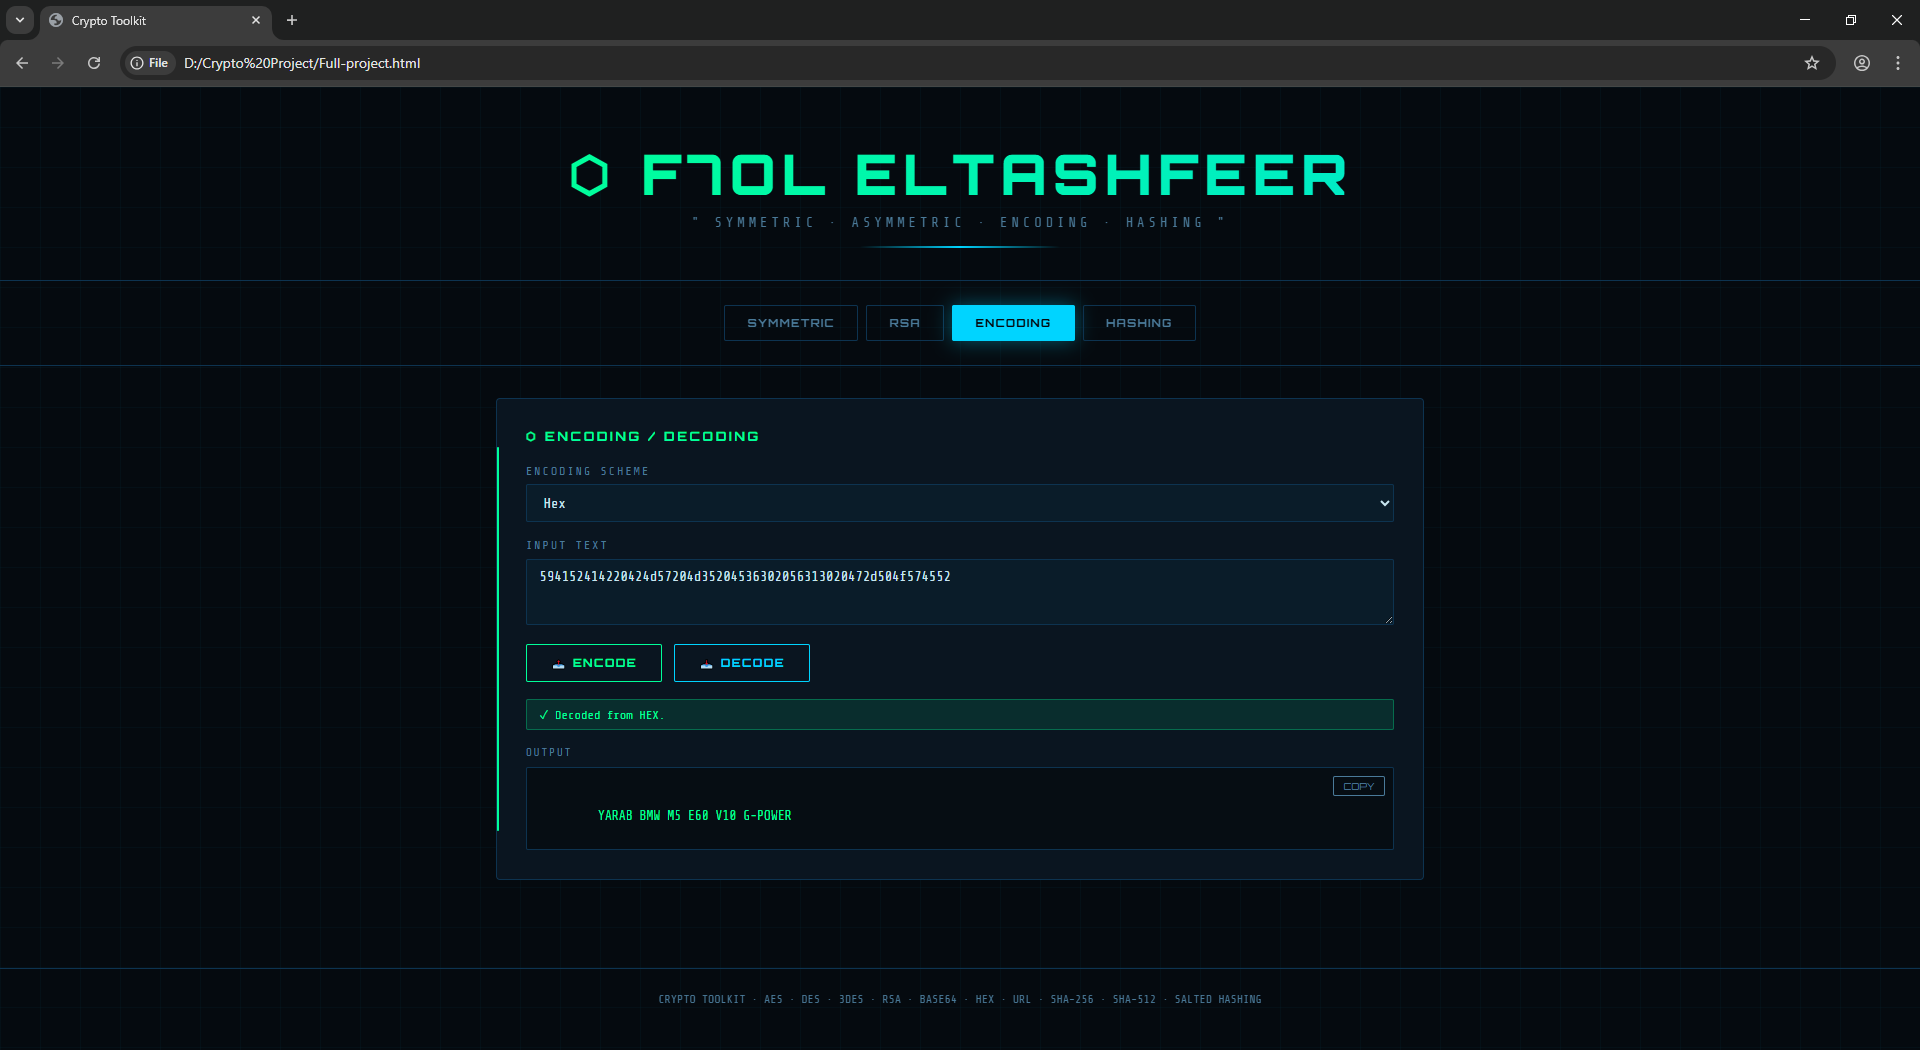 Crypto Toolkit
File D:/Crypto%20Project/Full-project.html
F7OL ELTASHFEER
" SYMMETRIC · ASYMMETRIC · ENCODING · HASHING "
SYMMETRIC RSA ENCODING HASHING
ENCODING / DECODING
ENCODING SCHEME
Hex
INPUT TEXT
594152414220424d57204d35204536302056313020472d504f574552
ENCODE DECODE
✓ Decoded from HEX.
OUTPUT
COPY
YARAB BMW M5 E60 V10 G-POWER
CRYPTO TOOLKIT · AES · DES · 3DES · RSA · BASE64 · HEX · URL · SHA-256 · SHA-512 · SALTED HASHING